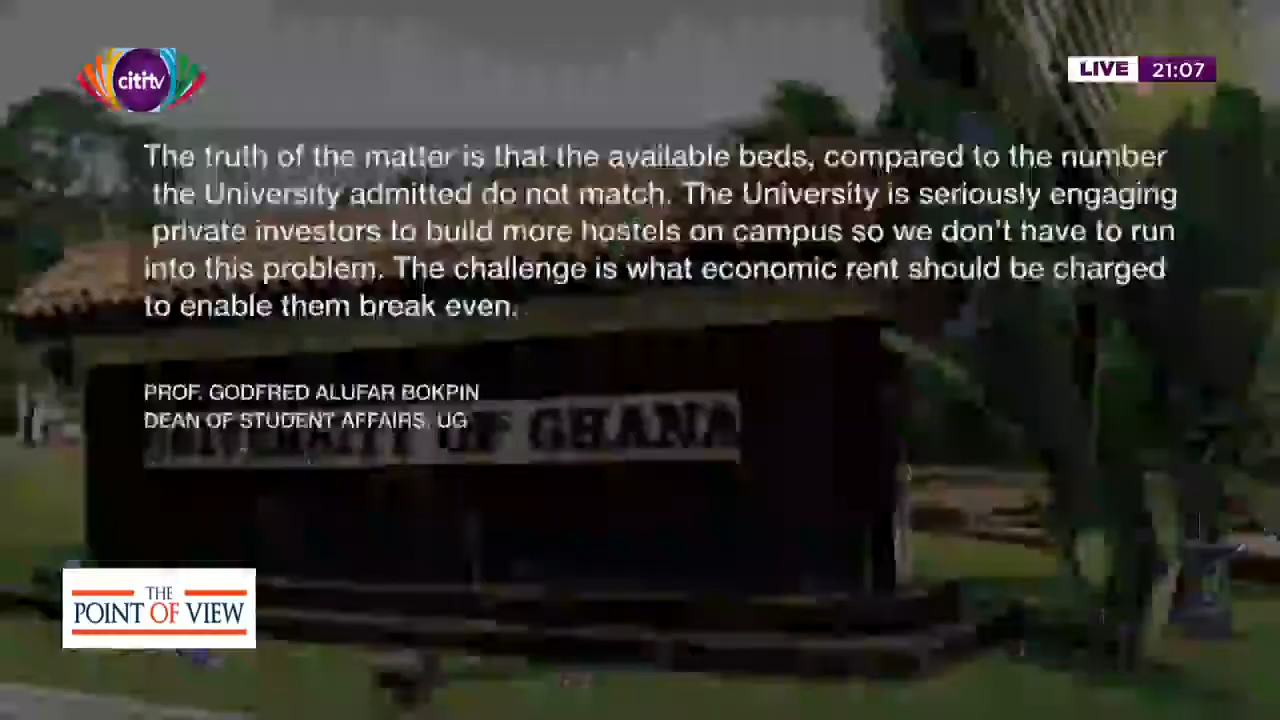 citi tv
LIVE 21:07
The truth of the matter is that the available beds, compared to the number
the University admitted do not match. The University is seriously engaging
private investors to build more hostels on campus so we don't have to run
into this problem. The challenge is what economic rent should be charged
to enable them break even.
PROF. GODFRED ALUFAR BOKPIN
DEAN OF STUDENT AFFAIRS, UG
UNIVERSITY OF GHANA
THE
POINT OF VIEW